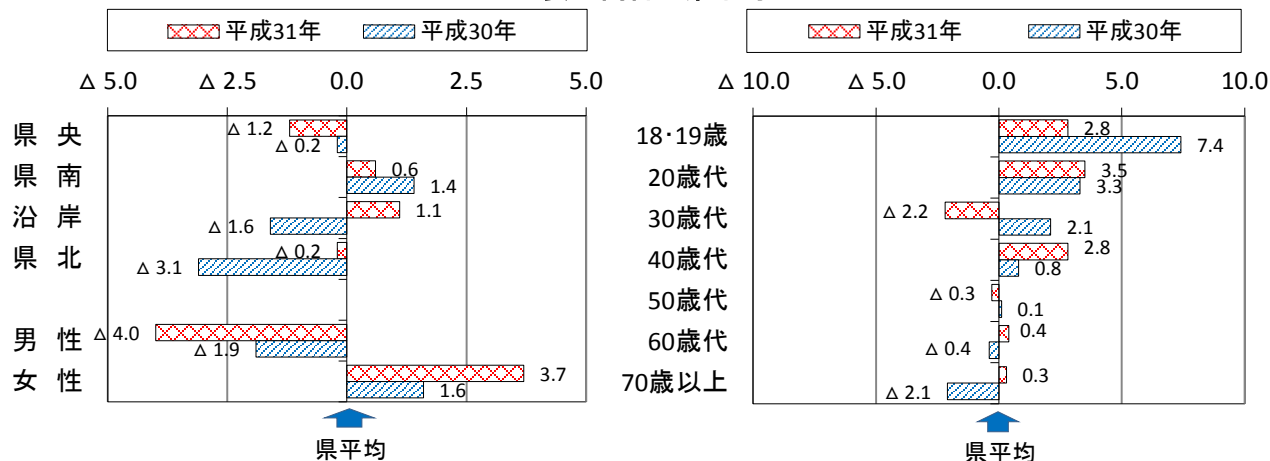 平成31年 平成30年
△ 5.0 △ 2.5 0.0 2.5 5.0
県 央 △ 1.2 △ 0.2
県 南 0.6 1.4
沿 岸 1.1 △ 1.6
県 北 △ 0.2 △ 3.1
男 性 △ 4.0 △ 1.9
女 性 3.7 1.6
県平均
平成31年 平成30年
△ 10.0 △ 5.0 0.0 5.0 10.0
18・19歳 2.8 7.4
20歳代 3.5 3.3
30歳代 △ 2.2 2.1
40歳代 2.8 0.8
50歳代 △ 0.3 0.1
60歳代 0.4 △ 0.4
70歳以上 0.3 △ 2.1
県平均